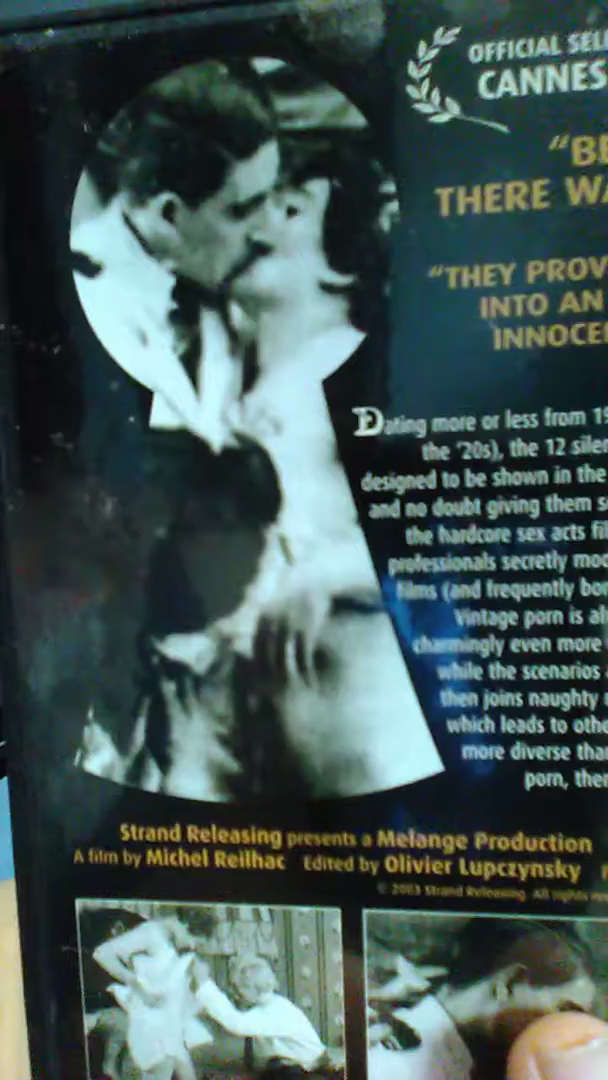 OFFICIAL SEL
CANNES
"BE
THERE WA
"THEY PROV
INTO AN
INNOCE
Dating more or less from 19
the '20s), the 12 silen
designed to be shown in the
and no doubt giving them s
the hardcore sex acts fil
professionals secretly moo
films (and frequently bor
Vintage porn is al
charmingly even more
while the scenarios
then joins naughty
which leads to othe
more diverse than
porn, ther
Strand Releasing presents a Melange Production
A film by Michel Reilhac Edited by Olivier Lupczynsky
© 2003 Strand Releasing. All rights re